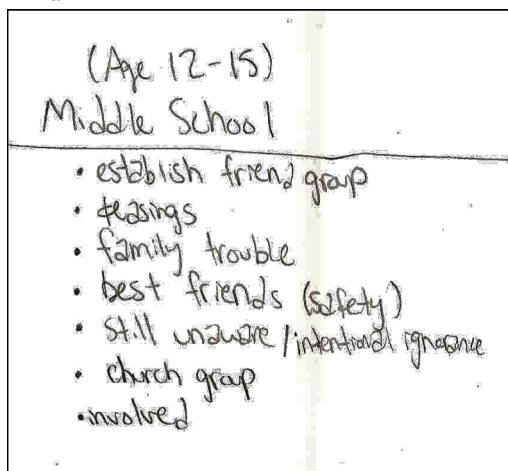 (Age 12-15)
Middle School
• establish friend group
• teasings
• family trouble
• best friends (safety)
• still unaware/intentional ignorance
• church group
• involved